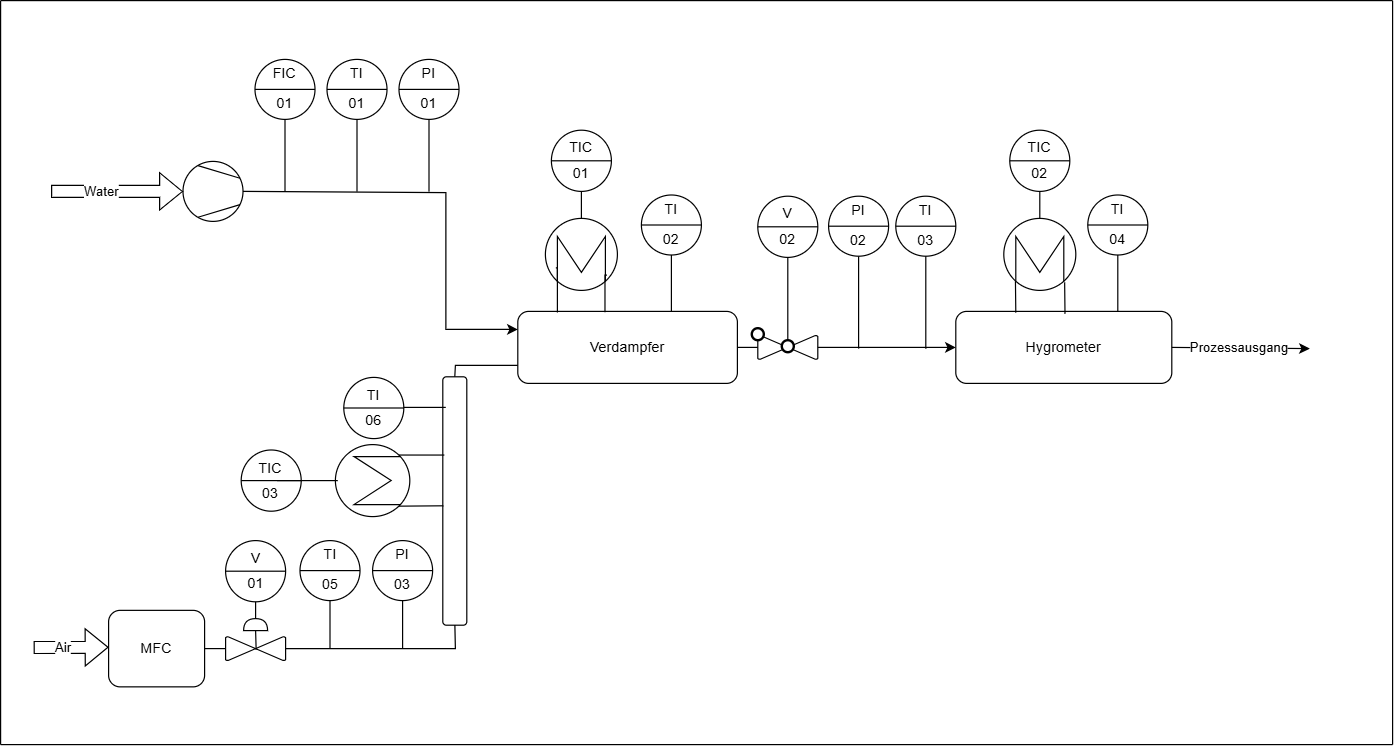 FIC
01
TI
01
PI
01
Water
TIC
01
TI
02
V
02
PI
02
TI
03
TIC
02
TI
04
Verdampfer
Hygrometer
Prozessausgang
TI
06
TIC
03
V
01
TI
05
PI
03
Air
MFC